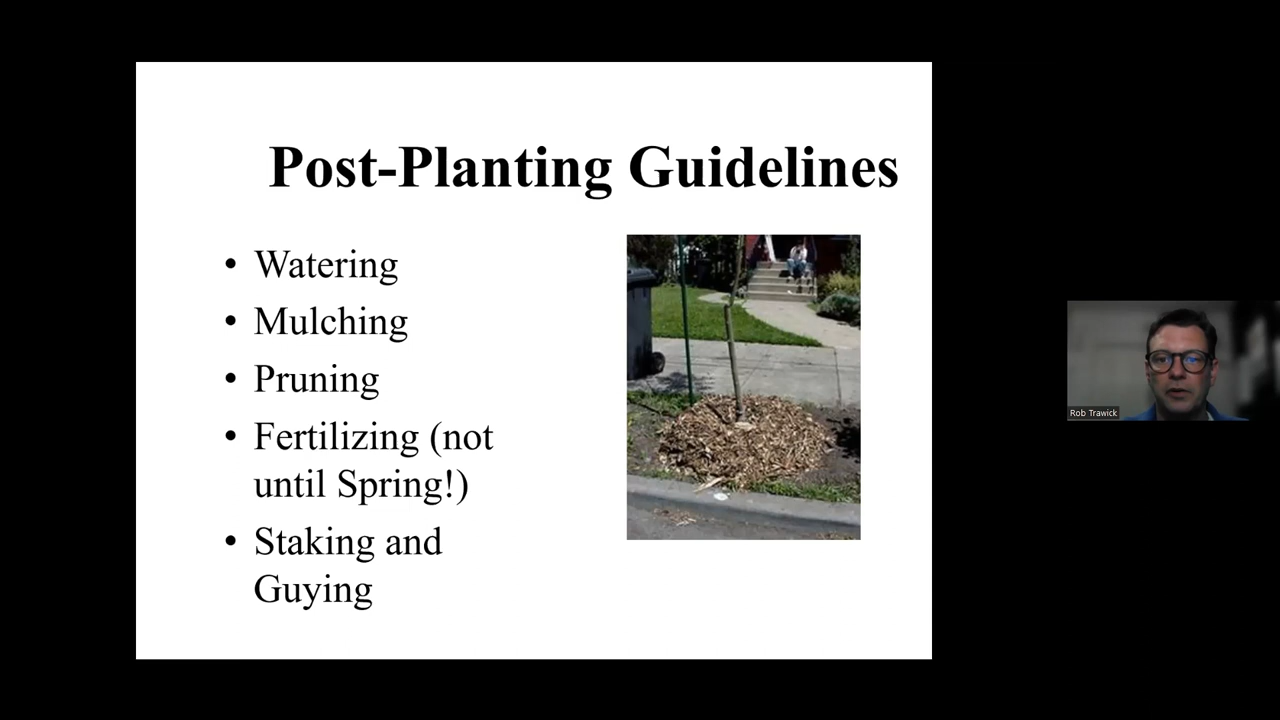 Post-Planting Guidelines
• Watering
• Mulching
• Pruning
• Fertilizing (not
until Spring!)
• Staking and
Guying
Rob Trawick